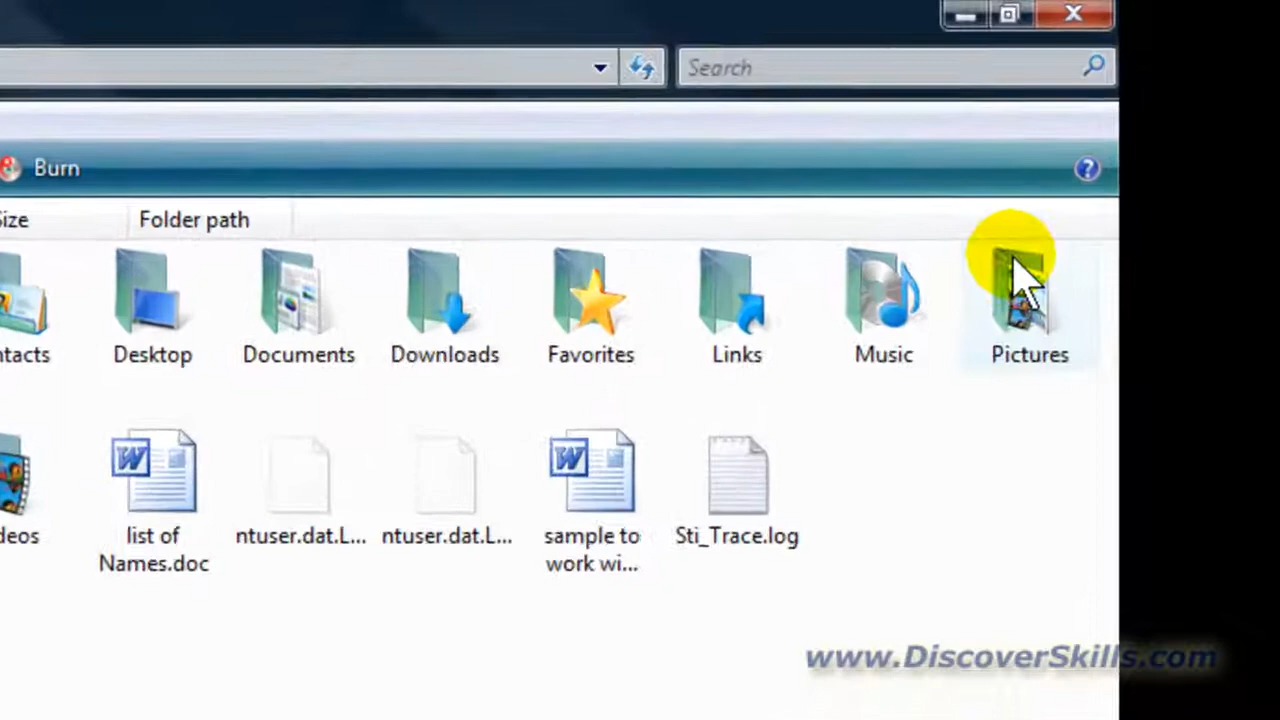 Search
Burn
Size
Folder path
ntacts
Desktop
Documents
Downloads
Favorites
Links
Music
Pictures
deos
list of
Names.doc
ntuser.dat.L...
ntuser.dat.L...
sample to
work wi...
Sti_Trace.log
www.DiscoverSkills.com